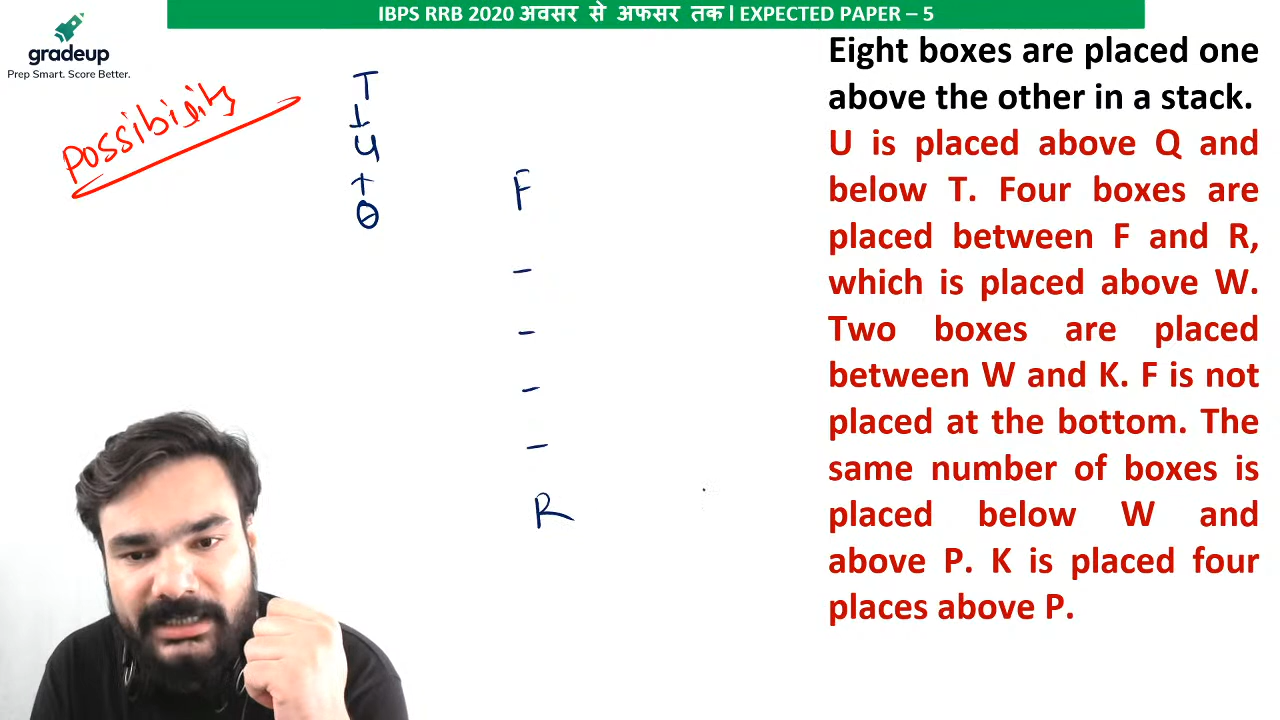 IBPS RRB 2020 अवसर से अफसर तक l EXPECTED PAPER – 5
gradeup
Prep Smart. Score Better.
Possibility
T
U
Q
F
R
Eight boxes are placed one
above the other in a stack.
U is placed above Q and
below T. Four boxes are
placed between F and R,
which is placed above W.
Two boxes are placed
between W and K. F is not
placed at the bottom. The
same number of boxes is
placed below W and
above P. K is placed four
places above P.